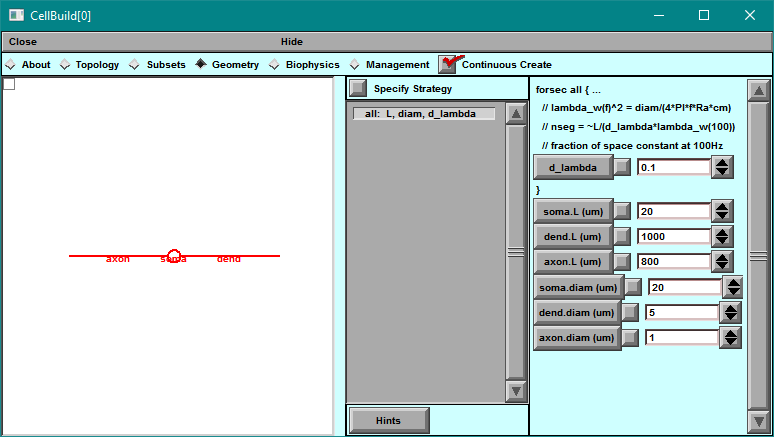 CellBuild[0]
Close Hide
About Topology Subsets Geometry Biophysics Management Continuous Create
Specify Strategy
all: L, diam, d_lambda
Hints
axon soma dend
forsec all { ...
// lambda_w(f)^2 = diam/(4*PI*f*Ra*cm)
// nseg = ~L/(d_lambda*lambda_w(100))
// fraction of space constant at 100Hz
d_lambda 0.1
}
soma.L (um) 20
dend.L (um) 1000
axon.L (um) 800
soma.diam (um) 20
dend.diam (um) 5
axon.diam (um) 1